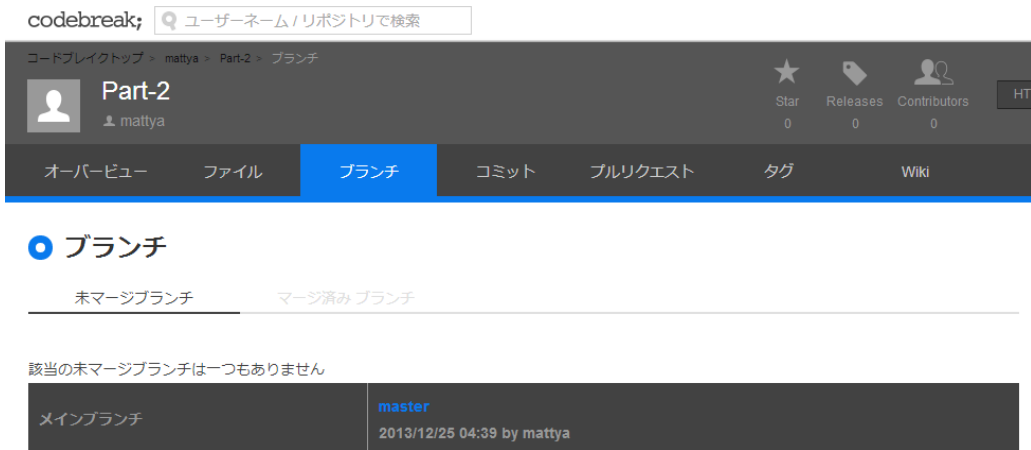 codebreak; ユーザーネーム / リポジトリで検索
コードブレイクトップ > mattya > Part-2 > ブランチ
Part-2
mattya
Star Releases Contributors
0 0 0
HT
オーバービュー ファイル ブランチ コミット プルリクエスト タグ Wiki
ブランチ
未マージブランチ マージ済みブランチ
該当の未マージブランチは一つもありません
メインブランチ
master
2013/12/25 04:39 by mattya